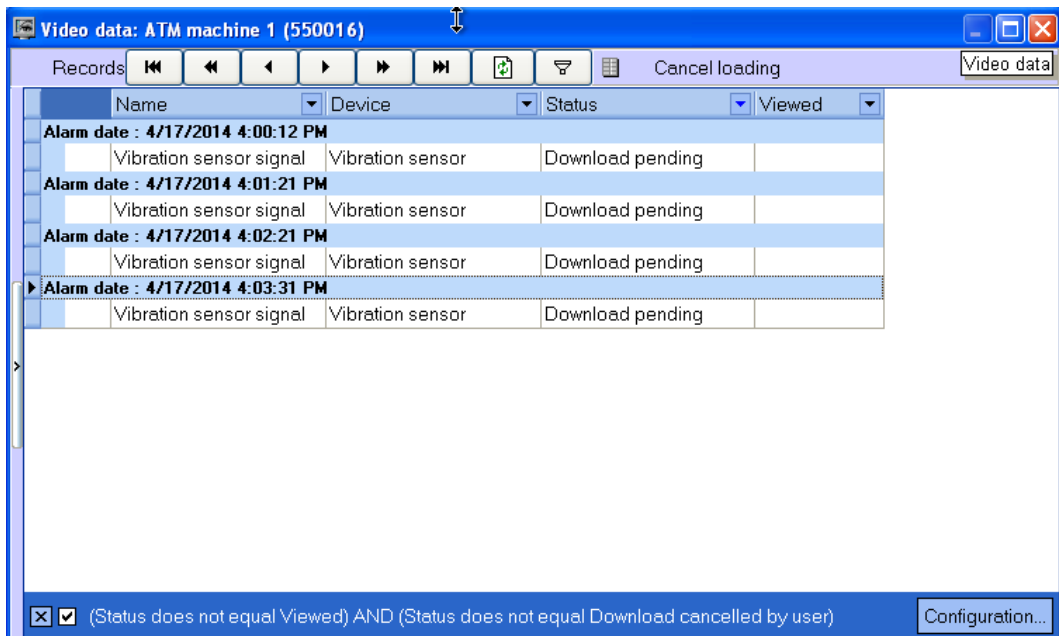 Video data: ATM machine 1 (550016)
Records Cancel loading Video data
Name Device Status Viewed
Alarm date : 4/17/2014 4:00:12 PM
Vibration sensor signal Vibration sensor Download pending
Alarm date : 4/17/2014 4:01:21 PM
Vibration sensor signal Vibration sensor Download pending
Alarm date : 4/17/2014 4:02:21 PM
Vibration sensor signal Vibration sensor Download pending
Alarm date : 4/17/2014 4:03:31 PM
Vibration sensor signal Vibration sensor Download pending
(Status does not equal Viewed) AND (Status does not equal Download cancelled by user) Configuration...